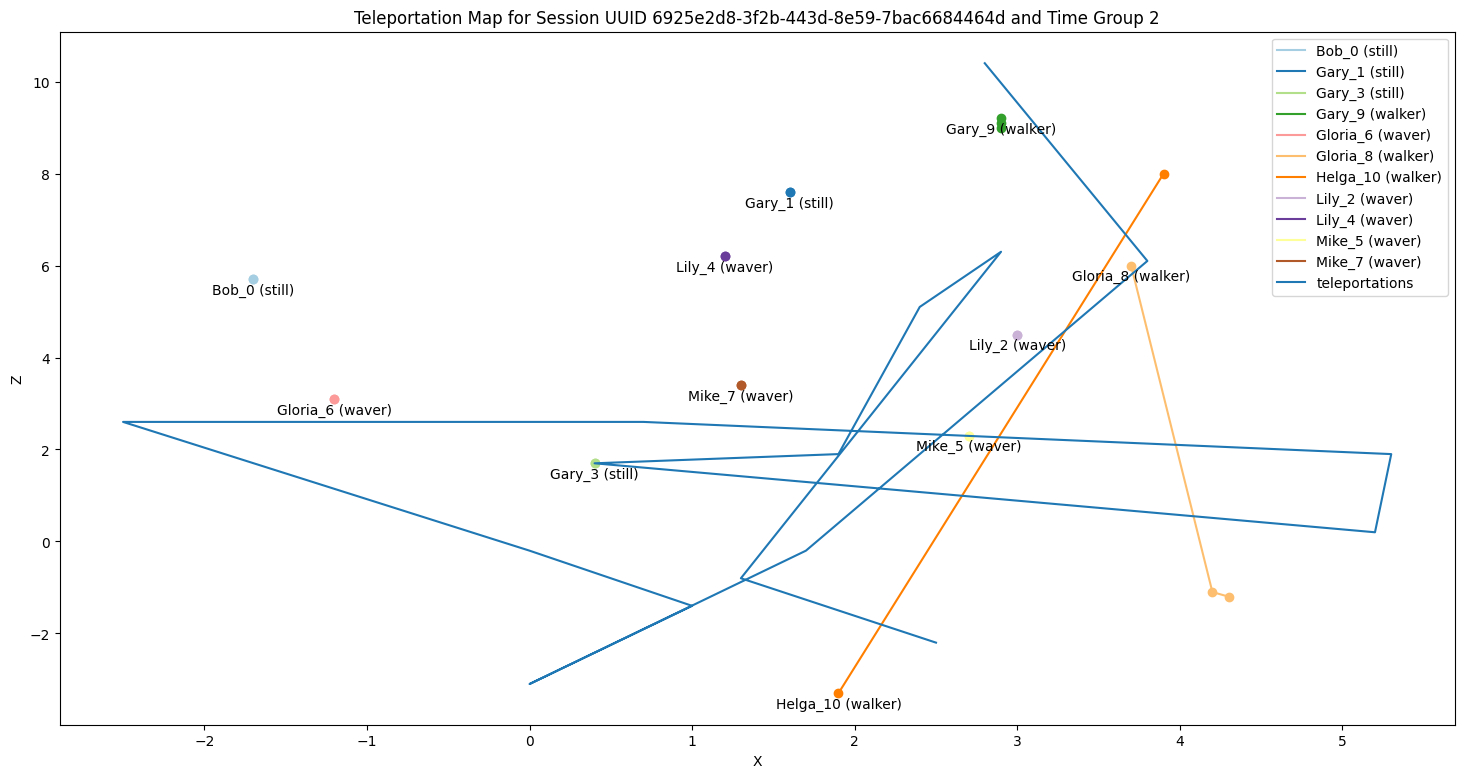 Teleportation Map for Session UUID 6925e2d8-3f2b-443d-8e59-7bac6684464d and Time Group 2
Bob_0 (still)
Gary_1 (still)
Gary_3 (still)
Gary_9 (walker)
Gloria_6 (waver)
Gloria_8 (walker)
Helga_10 (walker)
Lily_2 (waver)
Lily_4 (waver)
Mike_5 (waver)
Mike_7 (waver)
teleportations
10
8
6
4
2
0
−2
Z
Gary_9 (walker)
Gary_1 (still)
Lily_4 (waver)
Gloria_8 (walker)
Bob_0 (still)
Lily_2 (waver)
Mike_7 (waver)
Gloria_6 (waver)
Mike_5 (waver)
Gary_3 (still)
Helga_10 (walker)
−2
−1
0
1
2
3
4
5
X